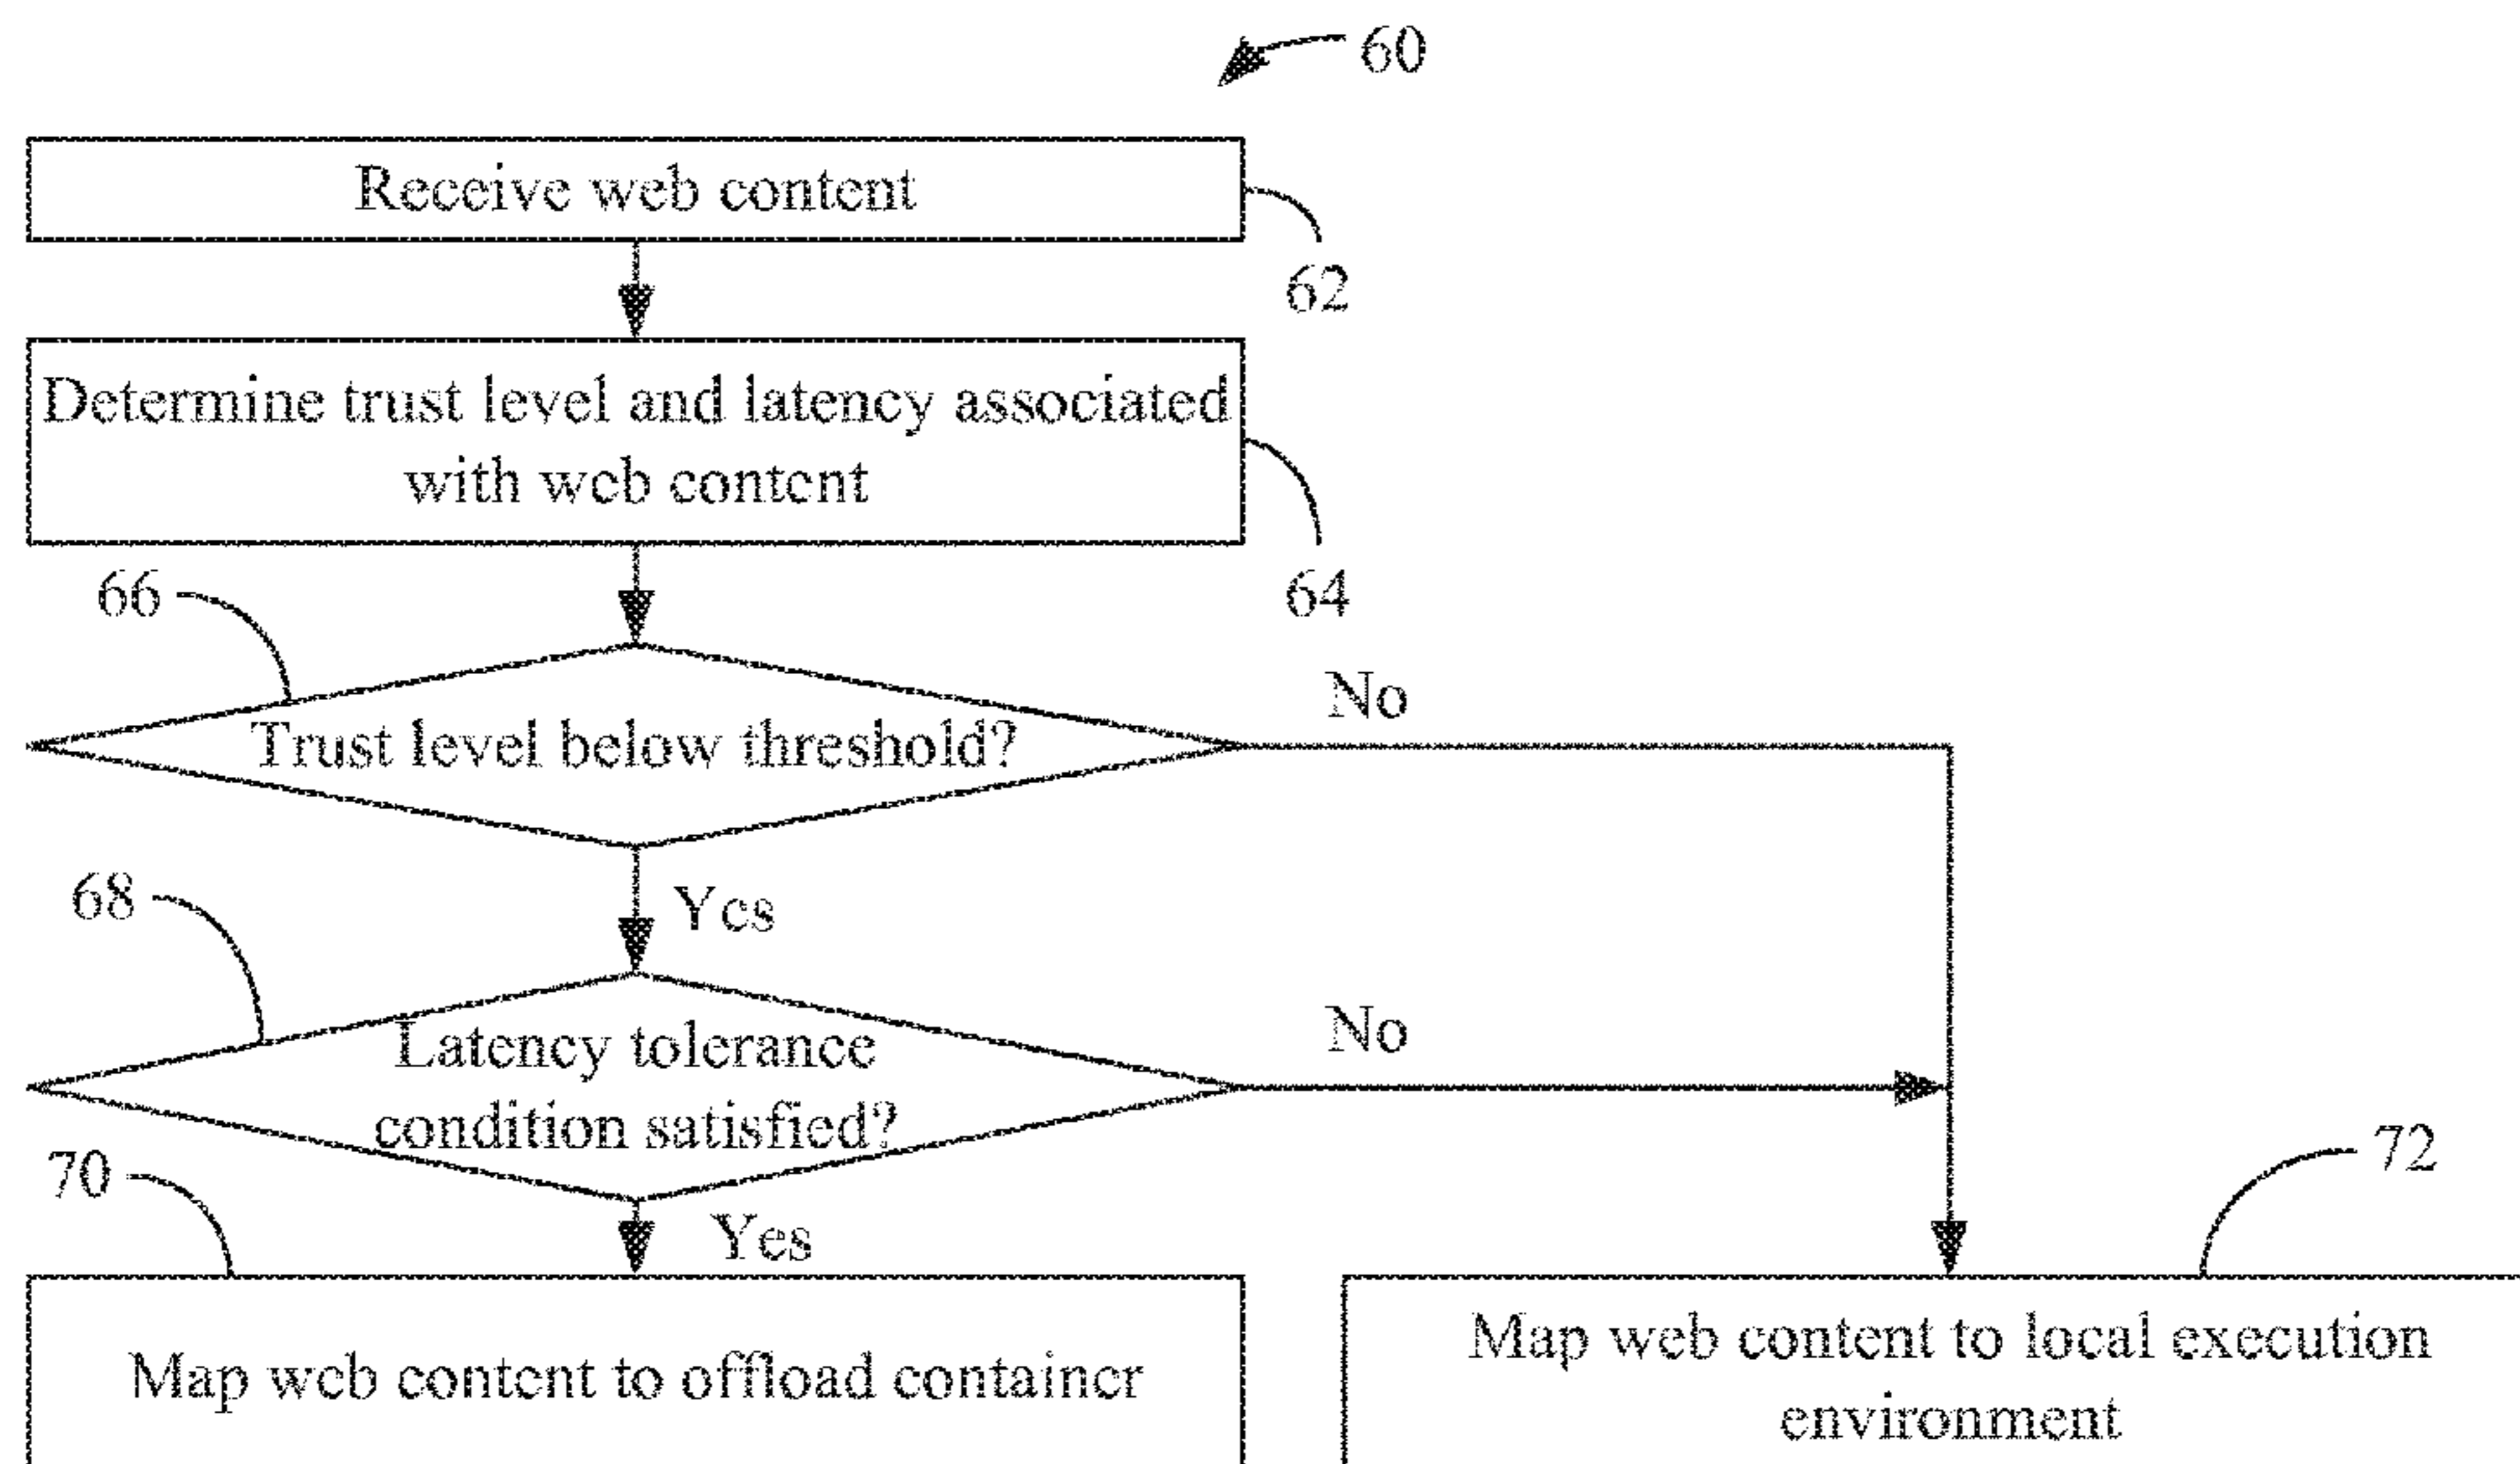 60
Receive web content
62
Determine trust level and latency associated
with web content
64
66
Trust level below threshold?
No
Yes
68
Latency tolerance
condition satisfied?
No
Yes
70
72
Map web content to offload container
Map web content to local execution
environment